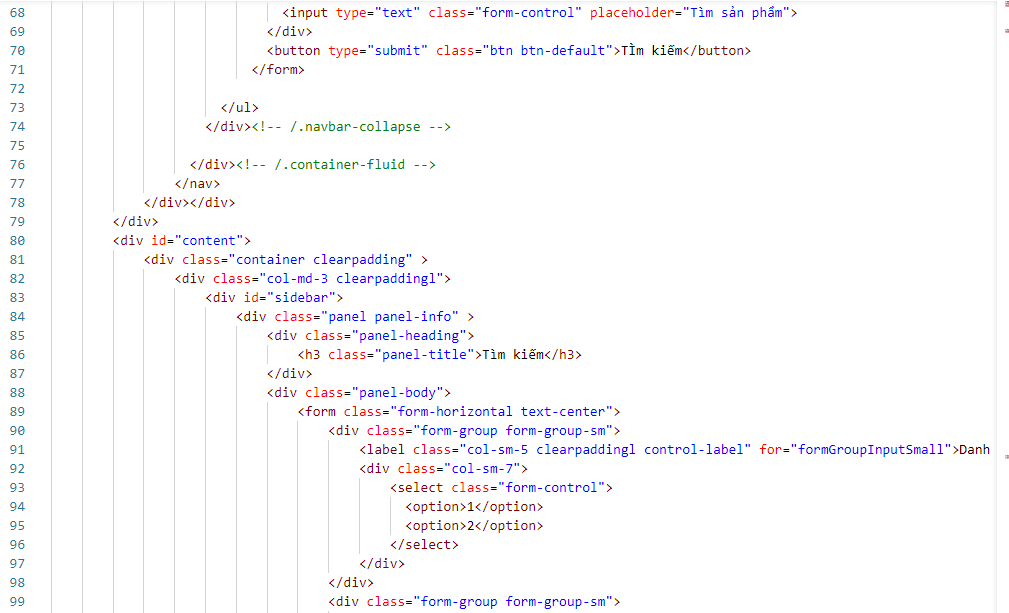 68 <input type="text" class="form-control" placeholder="Tìm sản phẩm">
69 </div>
70 <button type="submit" class="btn btn-default">TÌm kiếm</button>
71 </form>
72
73 </ul>
74 </div><!-- /.navbar-collapse -->
75
76 </div><!-- /.container-fluid -->
77 </nav>
78 </div></div>
79 </div>
80 <div id="content">
81 <div class="container clearpadding" >
82 <div class="col-md-3 clearpaddingl">
83 <div id="sidebar">
84 <div class="panel panel-info" >
85 <div class="panel-heading">
86 <h3 class="panel-title">Tìm kiếm</h3>
87 </div>
88 <div class="panel-body">
89 <form class="form-horizontal text-center">
90 <div class="form-group form-group-sm">
91 <label class="col-sm-5 clearpaddingl control-label" for="formGroupInputSmall">Danh
92 <div class="col-sm-7">
93 <select class="form-control">
94 <option>1</option>
95 <option>2</option>
96 </select>
97 </div>
98 </div>
99 <div class="form-group form-group-sm">